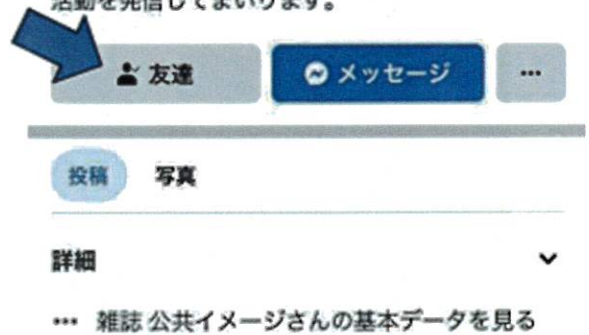 活動を発信してまいります。
友達
メッセージ
...
投稿 写真
詳細
... 雑誌 公共イメージさんの基本データを見る